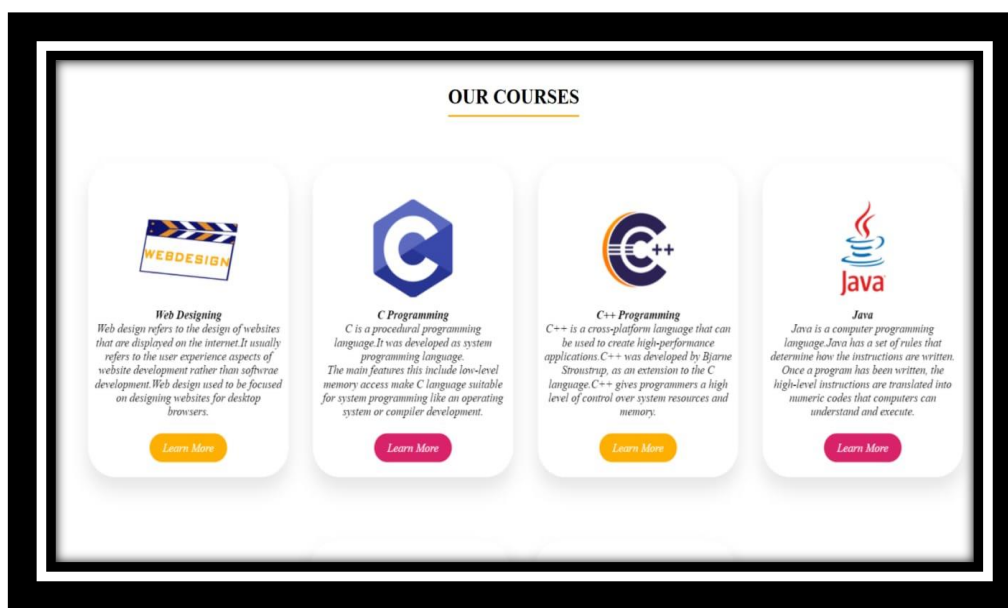 OUR COURSES
WEBDESIGN
Web Designing
Web design refers to the design of websites
that are displayed on the internet.It usually
refers to the user experience aspects of
website development rather than softwrae
development.Web design used to be focused
on designing websites for desktop
browsers.
Learn More
C
C Programming
C is a procedural programming
language.It was developed as system
programming language.
The main features this include low-level
memory access make C language suitable
for system programming like an operating
system or compiler development.
Learn More
C++
C++ Programming
C++ is a cross-platform language that can
be used to create high-performance
applications.C++ was developed by Bjarne
Stroustrup, as an extension to the C
language.C++ gives programmers a high
level of control over system resources and
memory.
Learn More
Java
Java
Java is a computer programming
language.Java has a set of rules that
determine how the instructions are written.
Once a program has been written, the
high-level instructions are translated into
numeric codes that computers can
understand and execute.
Learn More